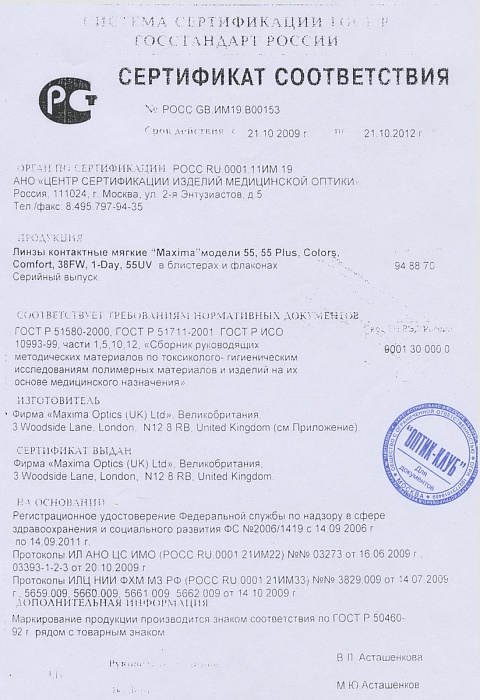 СИСТЕМА СЕРТИФИКАЦИИ ГОСТ Р
ГОССТАНДАРТ РОССИИ
РСТ
СЕРТИФИКАТ СООТВЕТСТВИЯ
№ РОСС GB.ИМ19.В00153
Срок действия с 21.10.2009 г. по 21.10.2012 г.
ОРГАН ПО СЕРТИФИКАЦИИ РОСС RU.0001.11ИМ 19
АНО «ЦЕНТР СЕРТИФИКАЦИИ ИЗДЕЛИЙ МЕДИЦИНСКОЙ ОПТИКИ»
Россия, 111024, г. Москва, ул. 2-я Энтузиастов, д.5
Тел./факс. 8.495.797-94-35
ПРОДУКЦИЯ
Линзы контактные мягкие "Maxima" модели 55, 55 Plus, Colors,
Comfort, 38FW, 1-Day, 55UV в блистерах и флаконах
94 88 70
Серийный выпуск.
СООТВЕТСТВУЕТ ТРЕБОВАНИЯМ НОРМАТИВНЫХ ДОКУМЕНТОВ
ГОСТ Р 51580-2000, ГОСТ Р 51711-2001 ГОСТ Р ИСО
10993-99, части 1,5,10,12, «Сборник руководящих
методических материалов по токсиколого- гигиеническим
исследованиям полимерных материалов и изделий на их
основе медицинского назначения»
9001 30 000 0
ИЗГОТОВИТЕЛЬ
Фирма «Maxima Optics (UK) Ltd», Великобритания,
3 Woodside Lane, London, N12 8 RB, United Kingdom (см.Приложение).
СЕРТИФИКАТ ВЫДАН
Фирма «Maxima Optics (UK) Ltd», Великобритания,
3 Woodside Lane, London, N12 8 RB, United Kingdom.
"ОПТИК-КЛУБ"
Для документов
МОСКВА
НА ОСНОВАНИИ
Регистрационное удостоверение Федеральной службы по надзору в сфере
здравоохранения и социального развития ФС №2006/1419 с 14.09.2006 г
по 14.09.2011 г.
Протоколы ИЛ АНО ЦС ИМО (РОСС RU.0001 21ИМ22) №№ 03273 от 16.06 2009 г.,
03393-1-2-3 от 20.10.2009 г.
Протоколы ИЛЦ НИИ ФХМ МЗ РФ (РОСС RU.0001 21ИМ33) №№ 3829.009 от 14.07 2009
г., 5659.009, 5660.009, 5661 009, 5662 009 от 14 10 2009 г
ДОПОЛНИТЕЛЬНАЯ ИНФОРМАЦИЯ
Маркирование продукции производится знаком соответствия по ГОСТ Р 50460-
92 г. рядом с товарным знаком
В Л. Асташенкова
М.Ю Асташенков